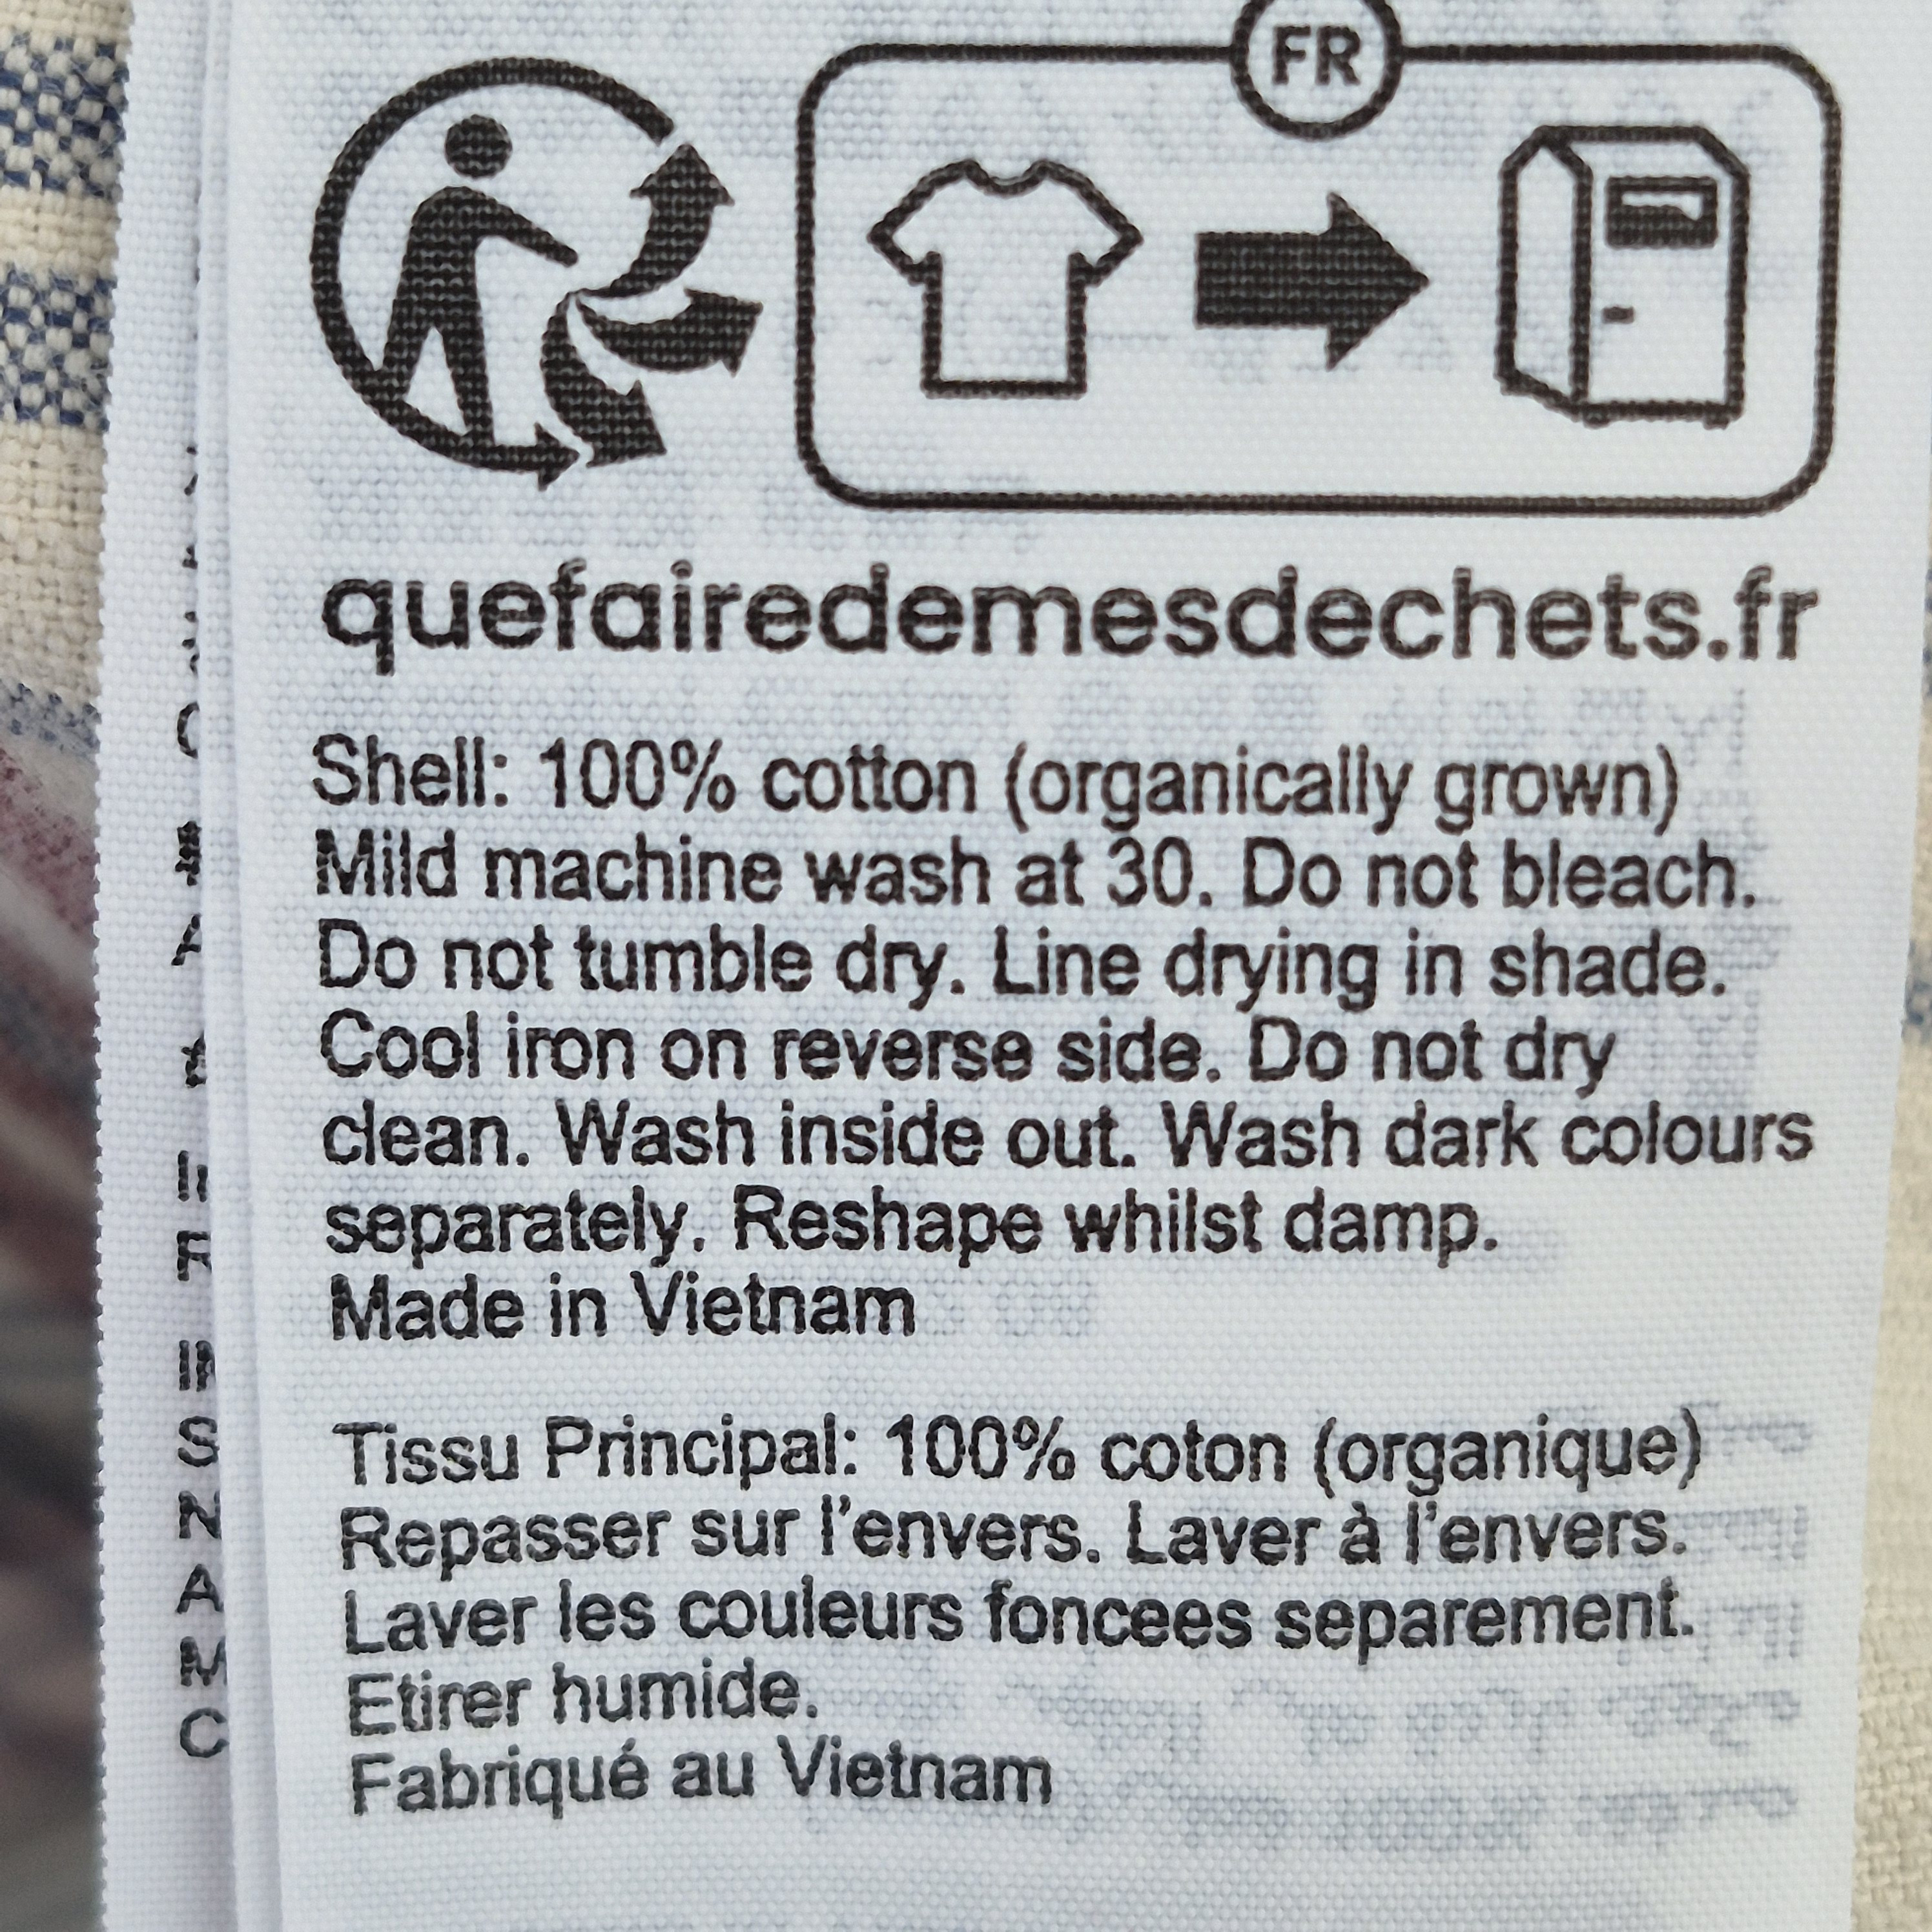 FR
quefairedemesdechets.fr
Shell: 100% cotton (organically grown)
Mild machine wash at 30. Do not bleach.
Do not tumble dry. Line drying in shade.
Cool iron on reverse side. Do not dry
clean. Wash inside out. Wash dark colours
separately. Reshape whilst damp.
Made in Vietnam
Tissu Principal: 100% coton (organique)
Repasser sur l'envers. Laver à l'envers.
Laver les couleurs foncees separement.
Etirer humide.
Fabriqué au Vietnam